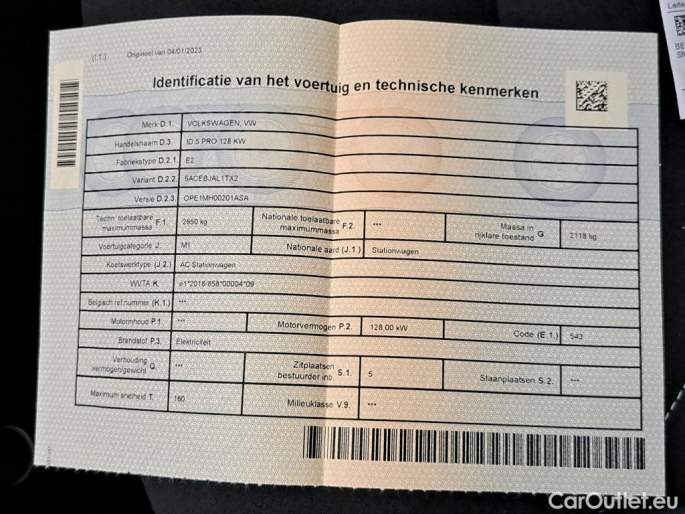 (T.T.) Origineel van 04/01/2023
Identificatie van het voertuig en technische kenmerken
Merk D.1. VOLKSWAGEN, VW
Handelsnaam D.3. ID.5 PRO 128 KW
Fabriekstype D.2.1. E2
Variant D.2.2. 5ACEBJAL1TX2
Versie D.2.3. OPE1MH00201ASA
Techn. toelaatbare maximummassa F.1. 2650 kg Nationale toelaatbare maximummassa F.2. *** Massa in rijklare toestand G. 2118 kg
Voertuigcategorie J. M1 Nationale aard (J.1.) Stationwagen
Koetswerktype (J.2.) AC Stationwagen
WVTA K. e1*2018/858*00004*09
Belgisch ref.nummer (K.1.) ***
Motorinhoud P.1. *** Motorvermogen P.2. 128,00 kW Code (E.1.) 543
Brandstof P.3. Elektriciteit
Verhouding vermogen/gewicht Q. *** Zitplaatsen bestuurder inb. S.1. 5 Staanplaatsen S.2. ***
Maximum snelheid T. 160 Milieuklasse V.9. ***
CarOutlet.eu